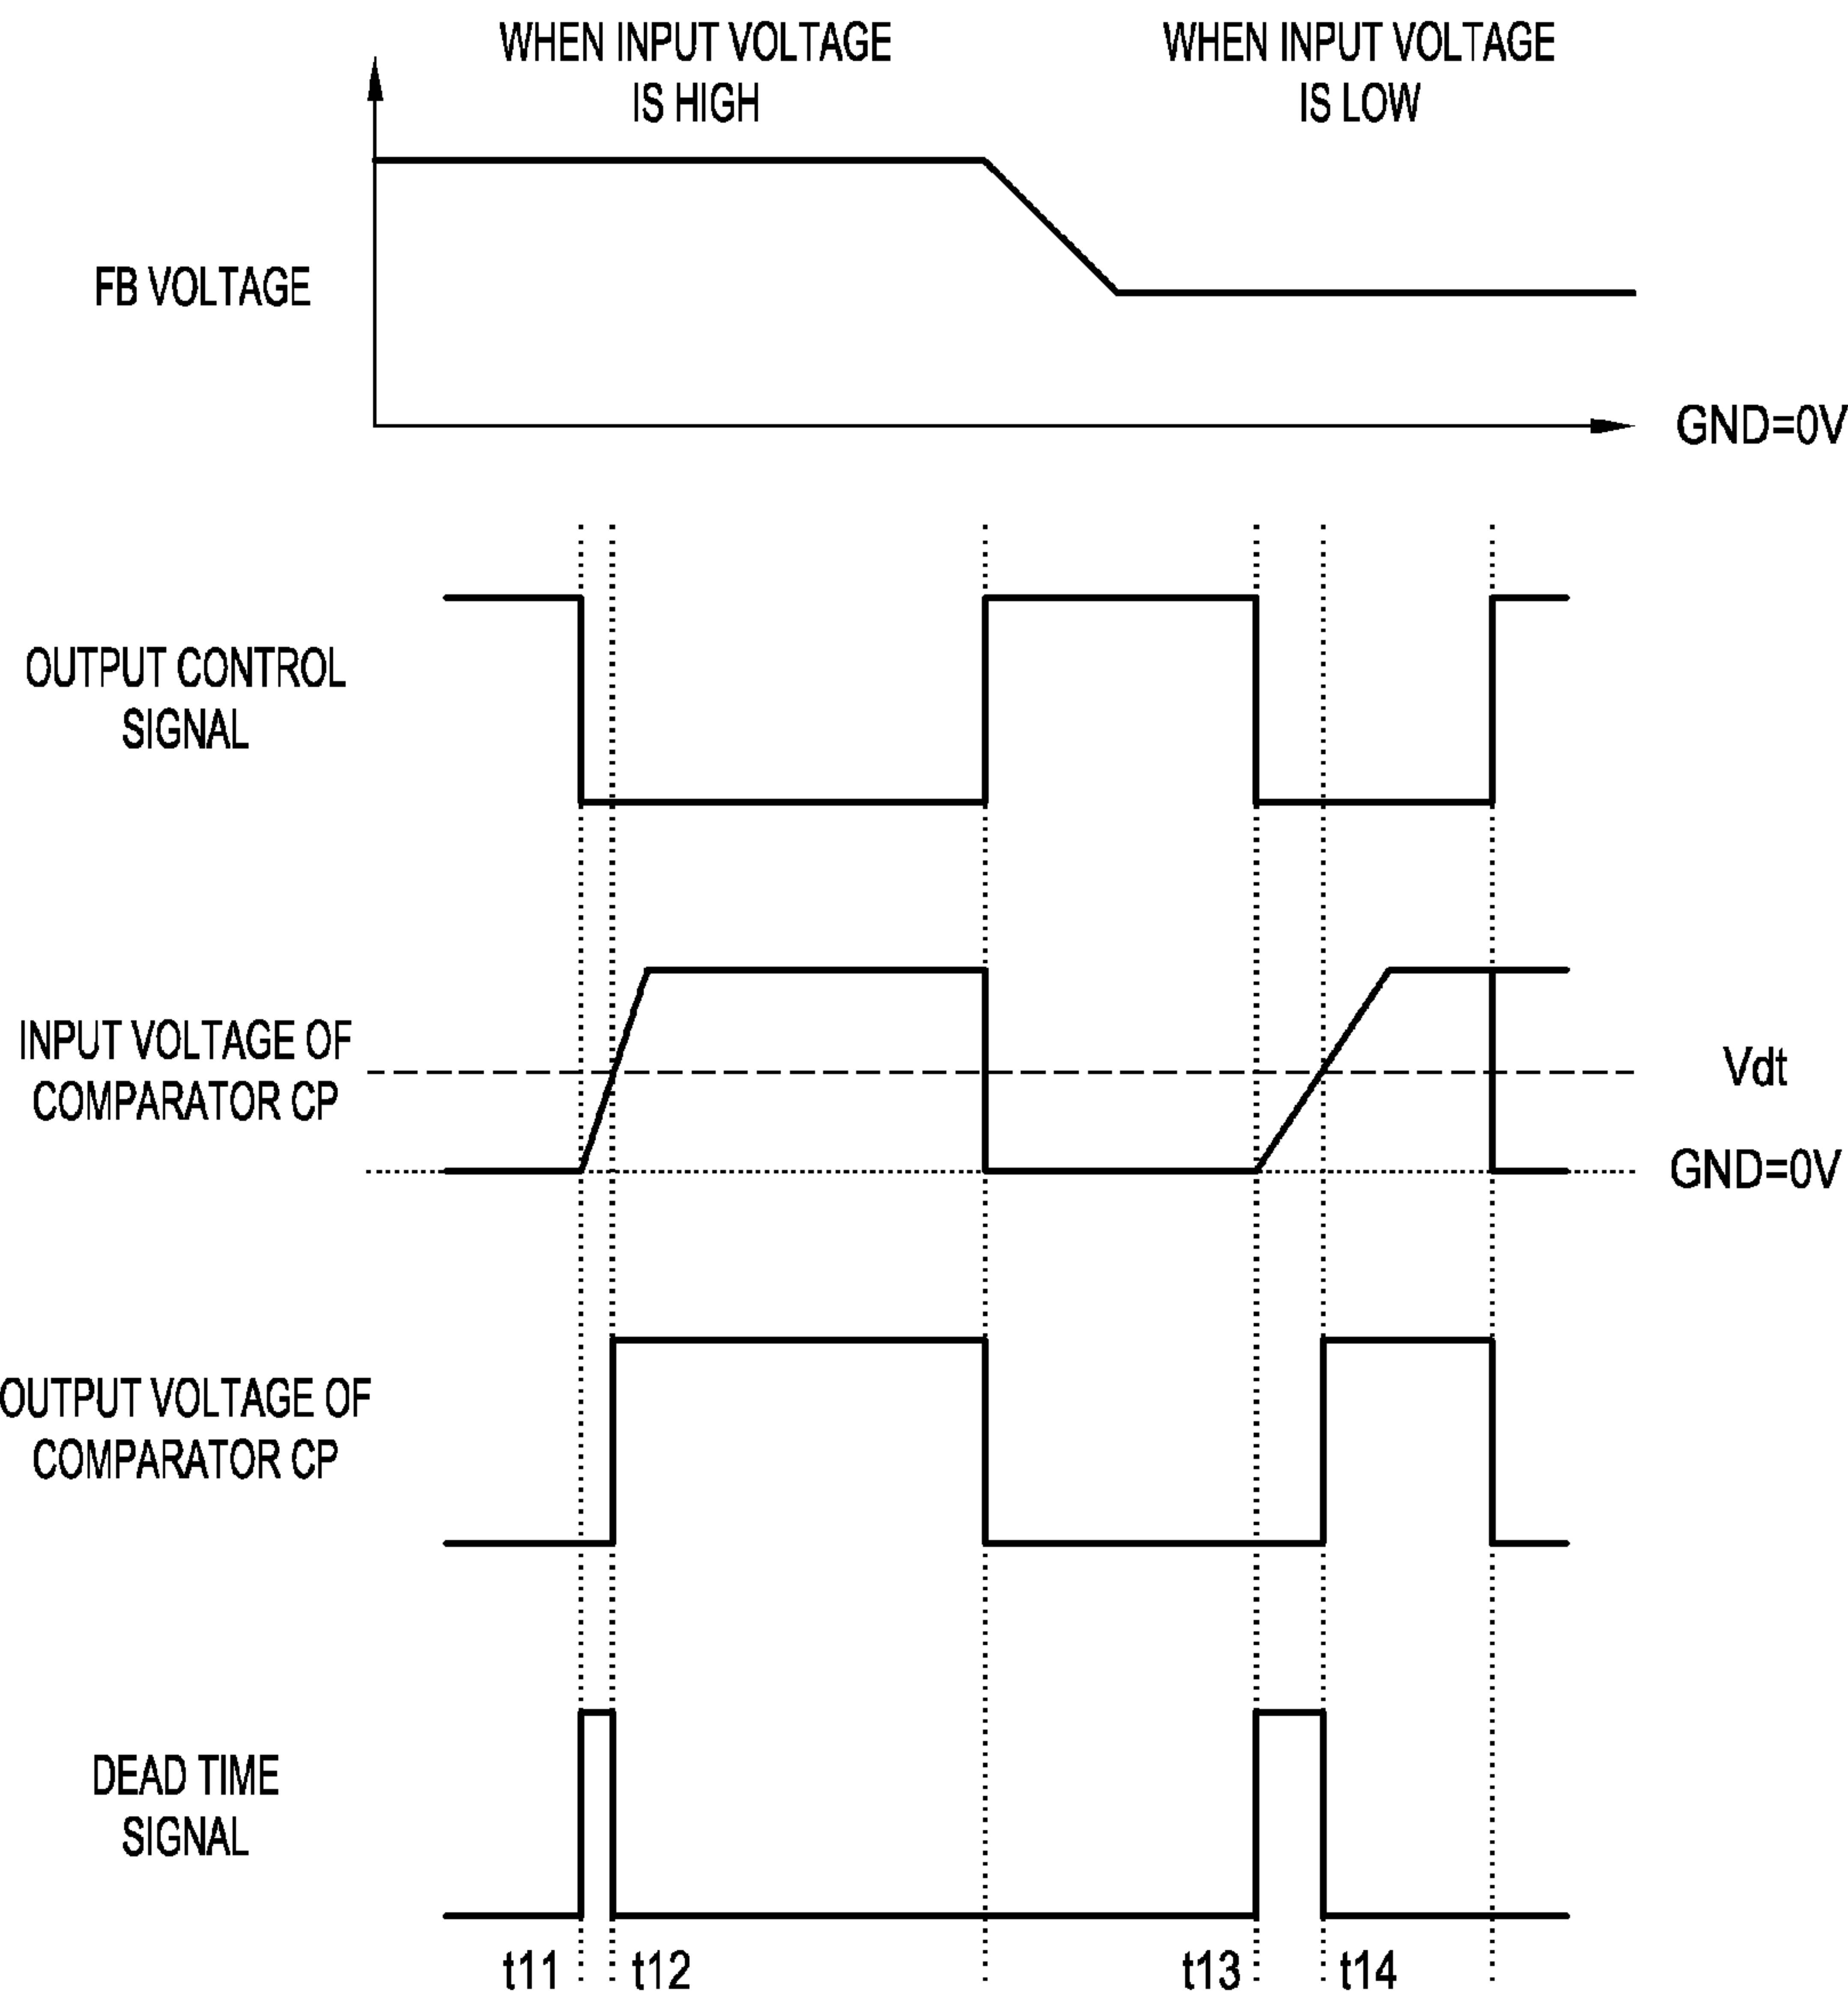 WHEN INPUT VOLTAGE
IS HIGH
WHEN INPUT VOLTAGE
IS LOW
FB VOLTAGE
GND=0V
OUTPUT CONTROL
SIGNAL
INPUT VOLTAGE OF
COMPARATOR CP
Vdt
GND=0V
OUTPUT VOLTAGE OF
COMPARATOR CP
DEAD TIME
SIGNAL
t11
t12
t13
t14